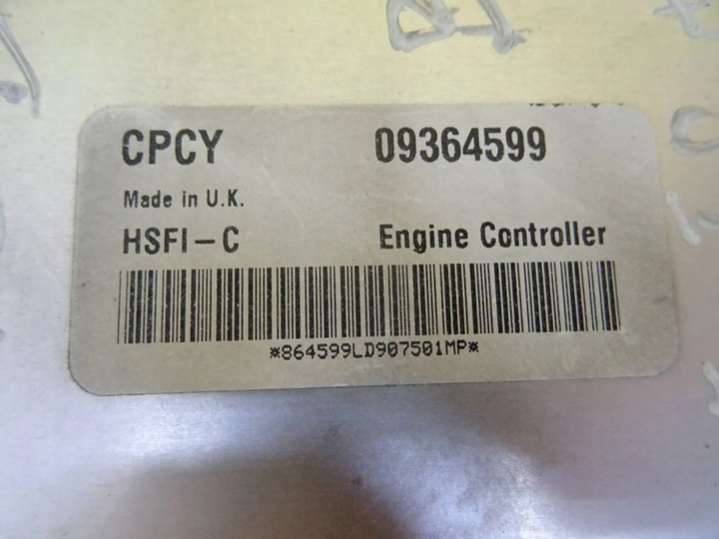 CPCY 09364599
Made in U.K.
HSFI-C Engine Controller
*864599LD907501MP*